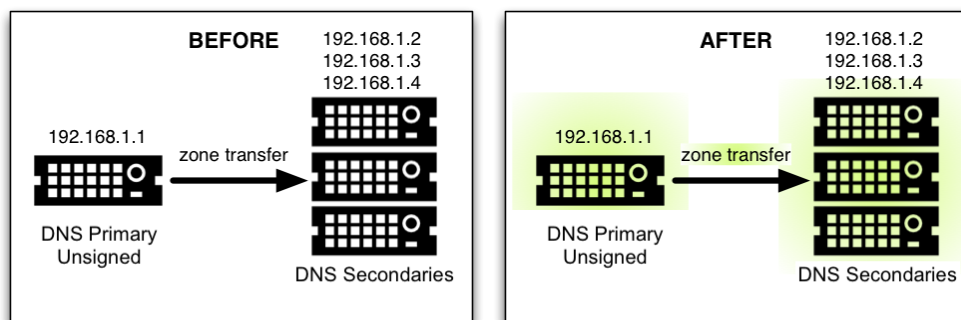 BEFORE
192.168.1.2
192.168.1.3
192.168.1.4
192.168.1.1
zone transfer
DNS Primary
Unsigned
DNS Secondaries
AFTER
192.168.1.2
192.168.1.3
192.168.1.4
192.168.1.1
zone transfer
DNS Primary
Unsigned
DNS Secondaries